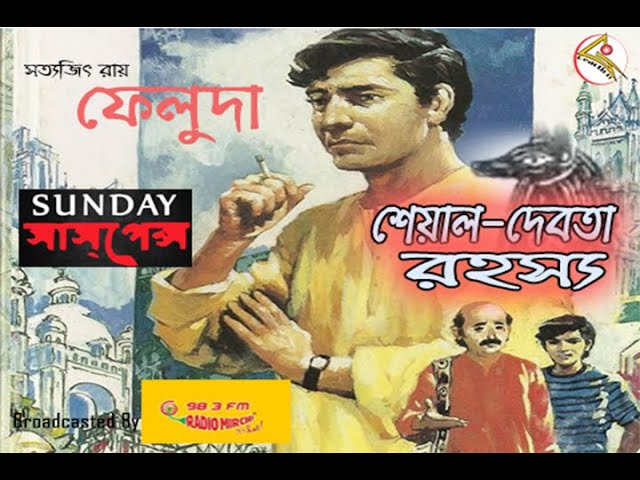 সত্যজিৎ রায়
ফেলুদা
SUNDAY
সাস্‌পেন্স
শেয়াল-দেবতা
রহস্য
Broadcasted By
98 3 FM
RADIO MIRCHI